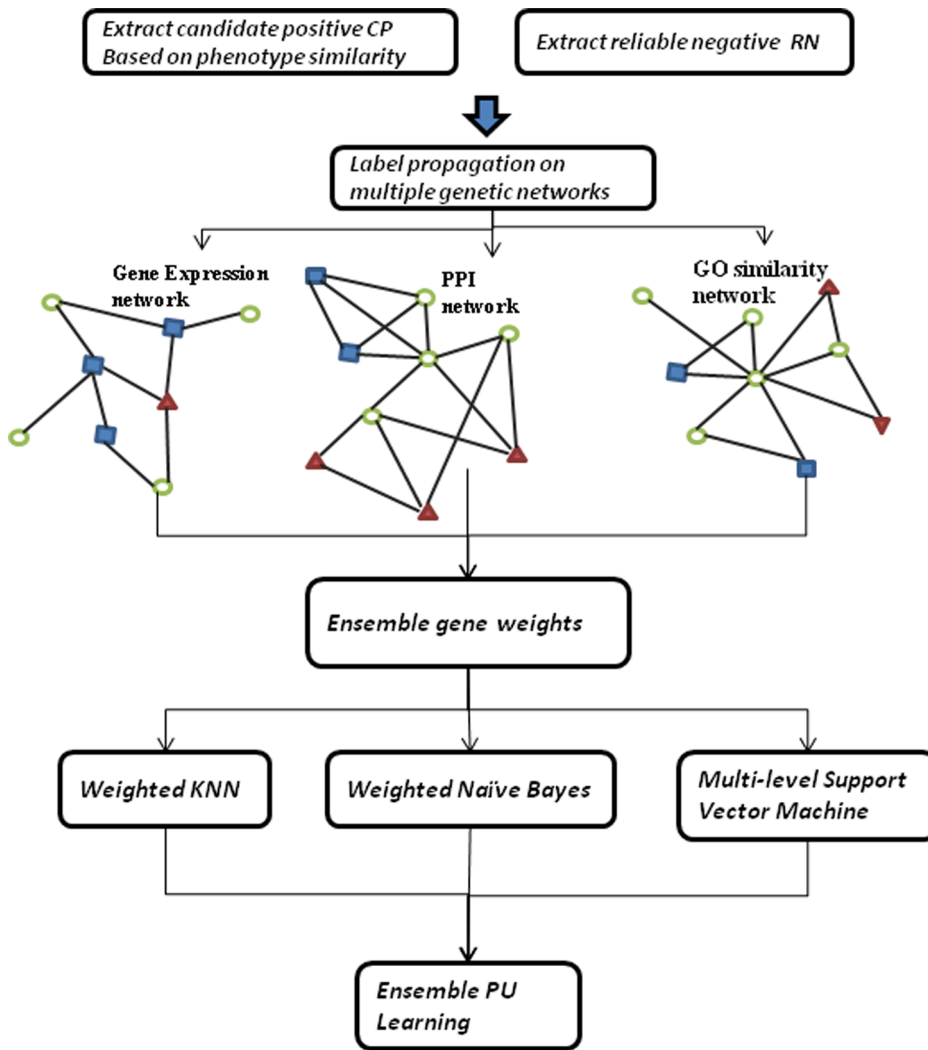 Extract candidate positive CP
Based on phenotype similarity
Extract reliable negative RN
Label propagation on
multiple genetic networks
Gene Expression
network
PPI
network
GO similarity
network
Ensemble gene weights
Weighted KNN
Weighted Naïve Bayes
Multi-level Support
Vector Machine
Ensemble PU
Learning